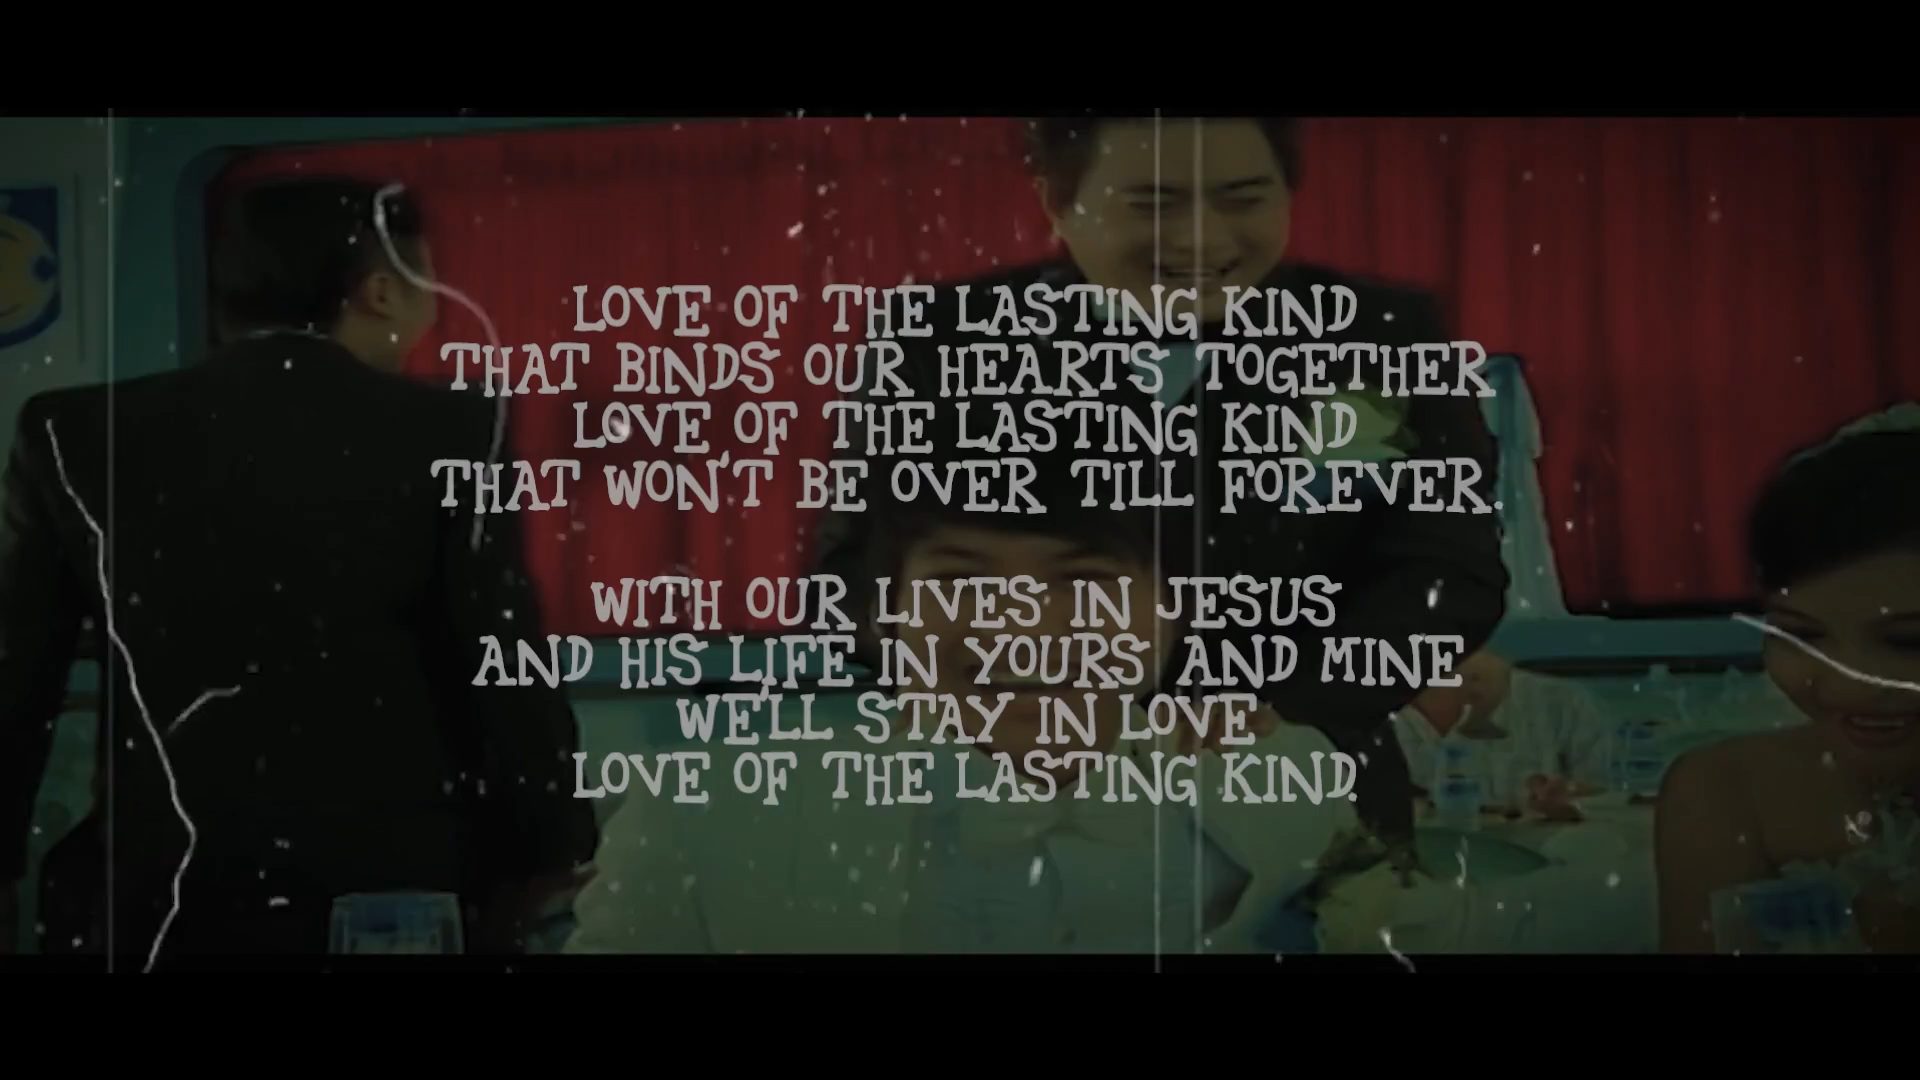 LOVE OF THE LASTING KIND
THAT BINDS OUR HEARTS TOGETHER
LOVE OF THE LASTING KIND
THAT WON'T BE OVER TILL FOREVER.
WITH OUR LIVES IN JESUS
AND HIS LIFE IN YOURS AND MINE
WE'LL STAY IN LOVE
LOVE OF THE LASTING KIND.